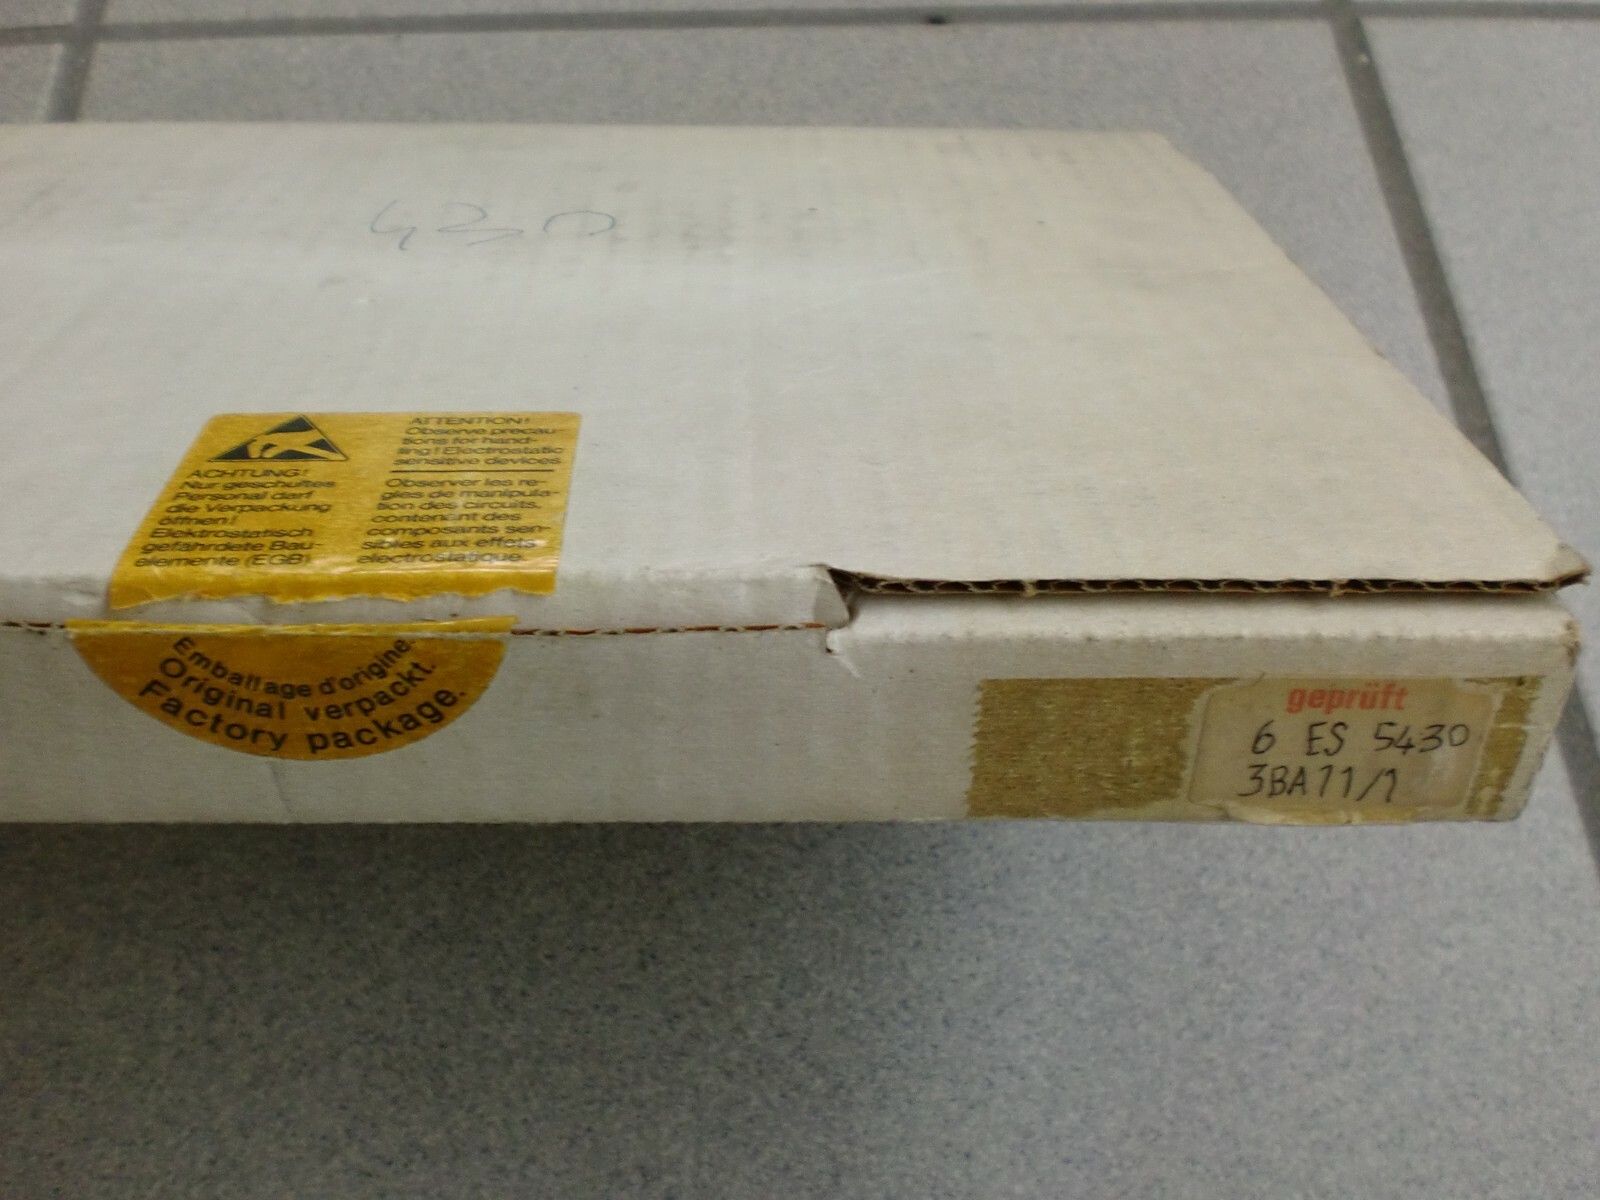 430
ACHTUNG!
Nur geschultes
Personal darf
die Verpackung
öffnen!
Elektrostatisch
gefährdete Bau
elemente (EGB)
ATTENTION!
Observe precau-
tions for hand-
ling! Electrostatic
sensitive devices
Observer les re-
gles de manipula-
tion des circuits,
contenant des
composants sen-
sibles aux effets
electrostatique.
Emballage d'origine
Original verpackt.
Factory package.
geprüft
6 ES 5430
3BA11/1